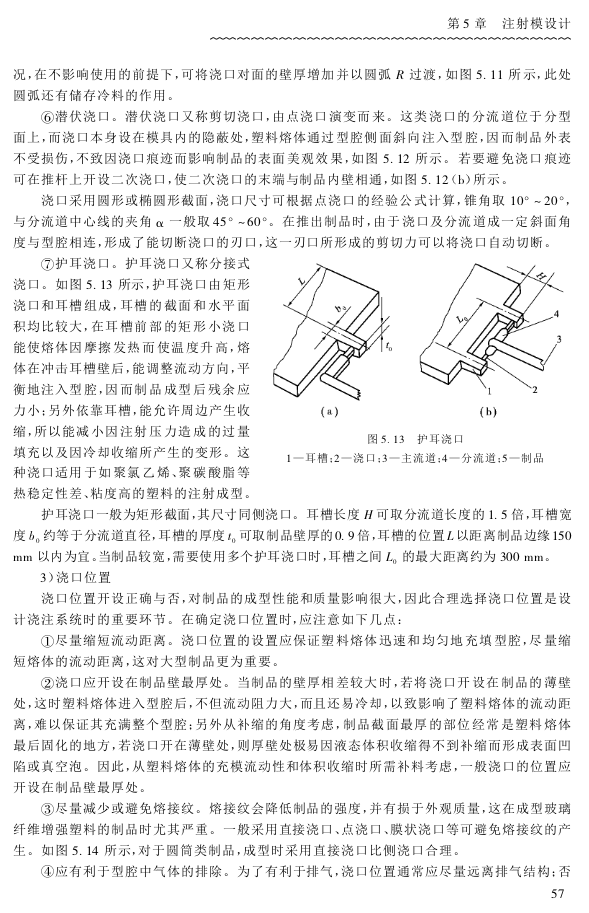 第 5 章　注射模设计
况,在不影响使用的前提下,可将浇口对面的壁厚增加并以圆弧 R 过渡,如图 5. 11 所示,此处
圆弧还有储存冷料的作用。
⑥潜伏浇口。潜伏浇口又称剪切浇口,由点浇口演变而来。这类浇口的分流道位于分型
面上,而浇口本身设在模具内的隐蔽处,塑料熔体通过型腔侧面斜向注入型腔,因而制品外表
不受损伤,不致因浇口痕迹而影响制品的表面美观效果,如图 5. 12 所示。若要避免浇口痕迹
可在推杆上开设二次浇口,使二次浇口的末端与制品内壁相通,如图 5. 12(b)所示。
浇口采用圆形或椭圆形截面,浇口尺寸可根据点浇口的经验公式计算,锥角取 10° ~ 20°,
与分流道中心线的夹角 α 一般取 45° ~60°。在推出制品时,由于浇口及分流道成一定斜面角
度与型腔相连,形成了能切断浇口的刃口,这一刃口所形成的剪切力可以将浇口自动切断。
⑦护耳浇口。护耳浇口又称分接式
浇口。如图 5. 13 所示,护耳浇口由矩形
浇口和耳槽组成,耳槽的截面和水平面
积均比较大,在耳槽前部的矩形小浇口
能使熔体因摩擦发热而使温度升高,熔
体在冲击耳槽壁后,能调整流动方向,平
衡地注入型腔,因而制品成型后残余应
力小;另外依靠耳槽,能允许周边产生收
缩,所以能减小因注射压力造成的过量
填充以及因冷却收缩所产生的变形。这
种浇口适用于如聚氯乙烯、聚碳酸脂等
热稳定性差、粘度高的塑料的注射成型。
L
b0
t0
(a)
H
L0
4
3
2
1
(b)
图 5. 13　护耳浇口
1—耳槽;2—浇口;3—主流道;4—分流道;5—制品
护耳浇口一般为矩形截面,其尺寸同侧浇口。耳槽长度 H 可取分流道长度的 1. 5 倍,耳槽宽
度 b0 约等于分流道直径,耳槽的厚度 t0 可取制品壁厚的 0. 9 倍,耳槽的位置 L 以距离制品边缘 150
mm 以内为宜。当制品较宽,需要使用多个护耳浇口时,耳槽之间 L0 的最大距离约为 300 mm。
3)浇口位置
浇口位置开设正确与否,对制品的成型性能和质量影响很大,因此合理选择浇口位置是设
计浇注系统时的重要环节。在确定浇口位置时,应注意如下几点:
①尽量缩短流动距离。浇口位置的设置应保证塑料熔体迅速和均匀地充填型腔,尽量缩
短熔体的流动距离,这对大型制品更为重要。
②浇口应开设在制品壁最厚处。当制品的壁厚相差较大时,若将浇口开设在制品的薄壁
处,这时塑料熔体进入型腔后,不但流动阻力大,而且还易冷却,以致影响了塑料熔体的流动距
离,难以保证其充满整个型腔;另外从补缩的角度考虑,制品截面最厚的部位经常是塑料熔体
最后固化的地方,若浇口开在薄壁处,则厚壁处极易因液态体积收缩得不到补缩而形成表面凹
陷或真空泡。因此,从塑料熔体的充模流动性和体积收缩时所需补料考虑,一般浇口的位置应
开设在制品壁最厚处。
③尽量减少或避免熔接纹。熔接纹会降低制品的强度,并有损于外观质量,这在成型玻璃
纤维增强塑料的制品时尤其严重。一般采用直接浇口、点浇口、膜状浇口等可避免熔接纹的产
生。如图 5. 14 所示,对于圆筒类制品,成型时采用直接浇口比侧浇口合理。
④应有利于型腔中气体的排除。为了有利于排气,浇口位置通常应尽量远离排气结构;否
57